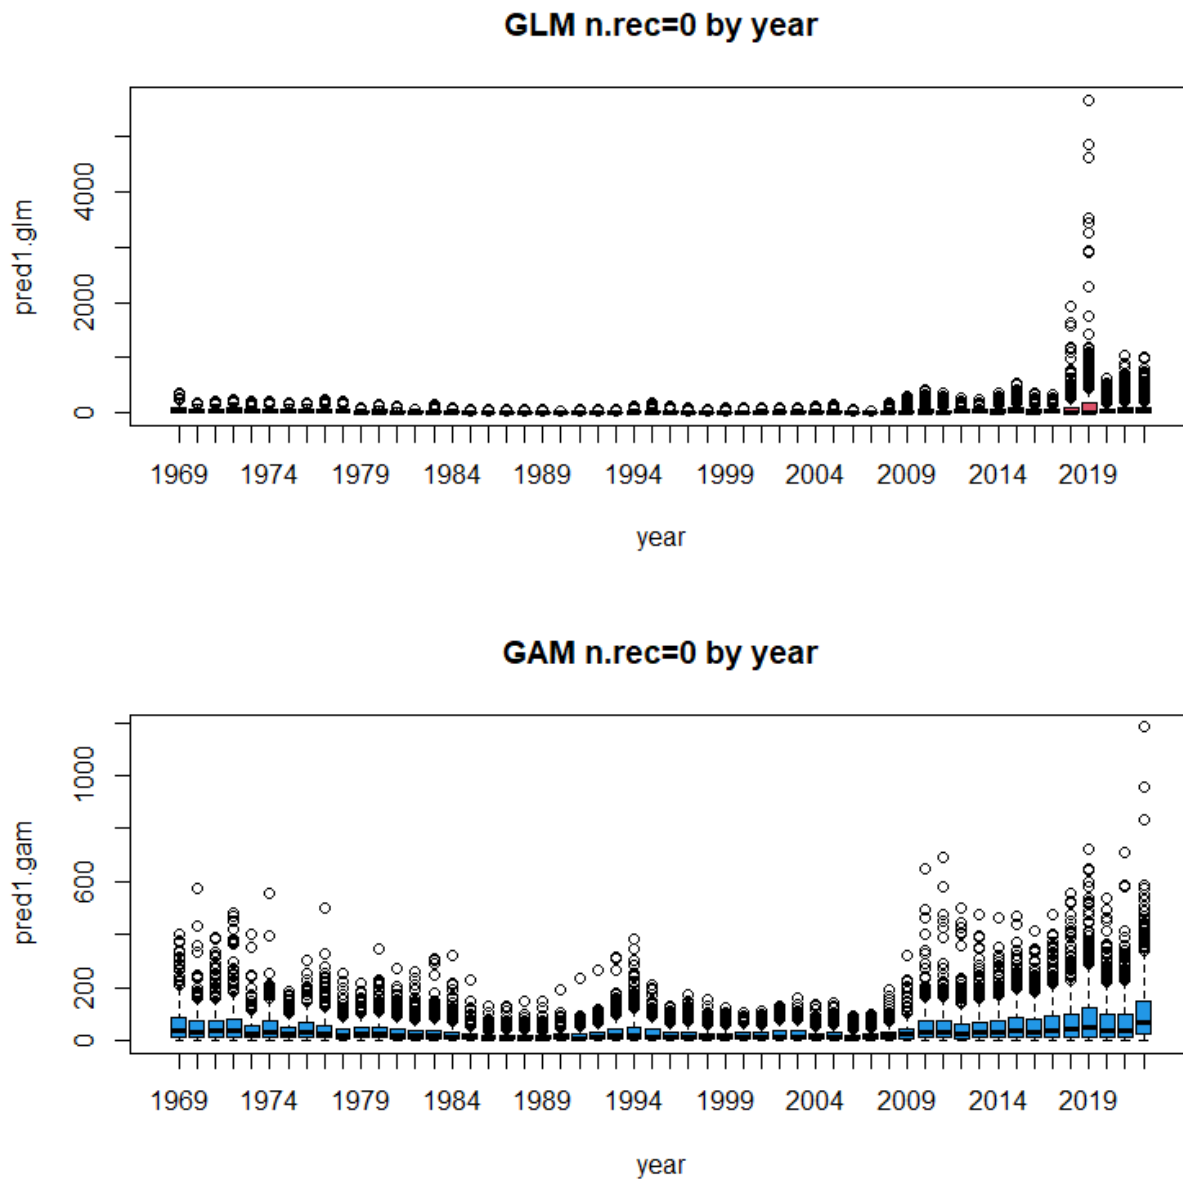 GLM n.rec=0 by year
pred1.glm
4000
2000
0
1969 1974 1979 1984 1989 1994 1999 2004 2009 2014 2019
year
GAM n.rec=0 by year
pred1.gam
1000
600
200
0
1969 1974 1979 1984 1989 1994 1999 2004 2009 2014 2019
year